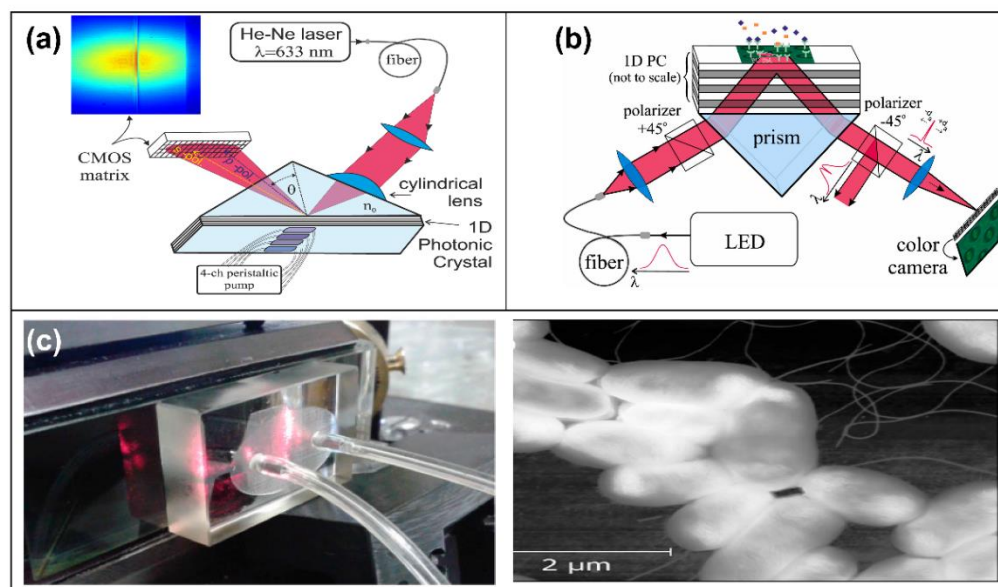 (a)
He-Ne laser
λ=633 nm
fiber
CMOS
matrix
θ
n₀
cylindrical
lens
1D
Photonic
Crystal
4-ch peristaltic
pump
(b)
1D PC
(not to scale)
polarizer
+45°
prism
polarizer
-45°
λ
λ
LED
fiber
λ
color
camera
(c)
2 μm